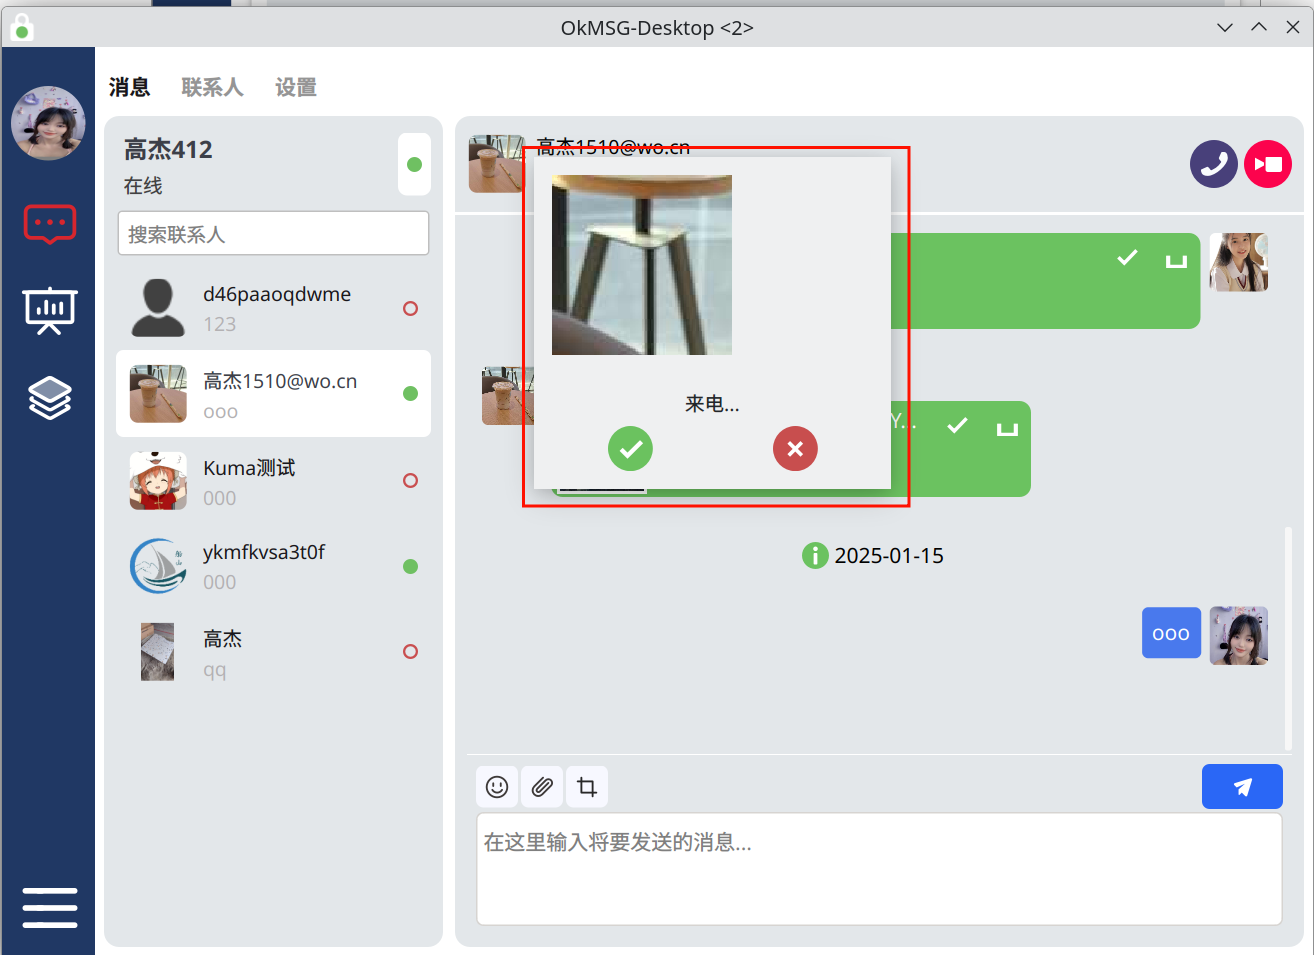 OkMSG-Desktop <2>
消息 联系人 设置
高杰412
在线
搜索联系人
d46paaoqdwme
123
高杰1510@wo.cn
ooo
Kuma测试
000
ykmfkvsa3t0f
000
高杰
qq
高杰1510@wo.cn
来电...
Y...
2025-01-15
ooo
在这里输入将要发送的消息...